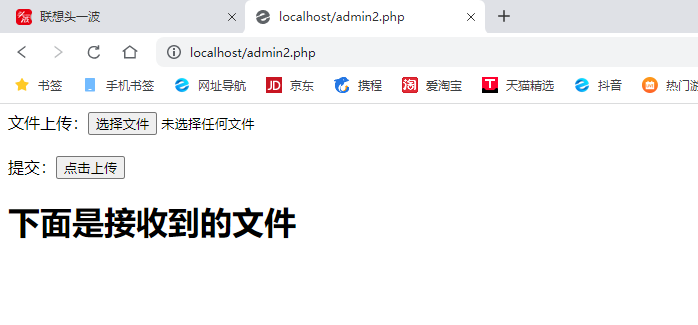 联想头一波
localhost/admin2.php
localhost/admin2.php
书签 手机书签 网址导航 JD 京东 携程 淘 爱淘宝 T 天猫精选 抖音 热门游
文件上传： 选择文件 未选择任何文件
提交： 点击上传
下面是接收到的文件